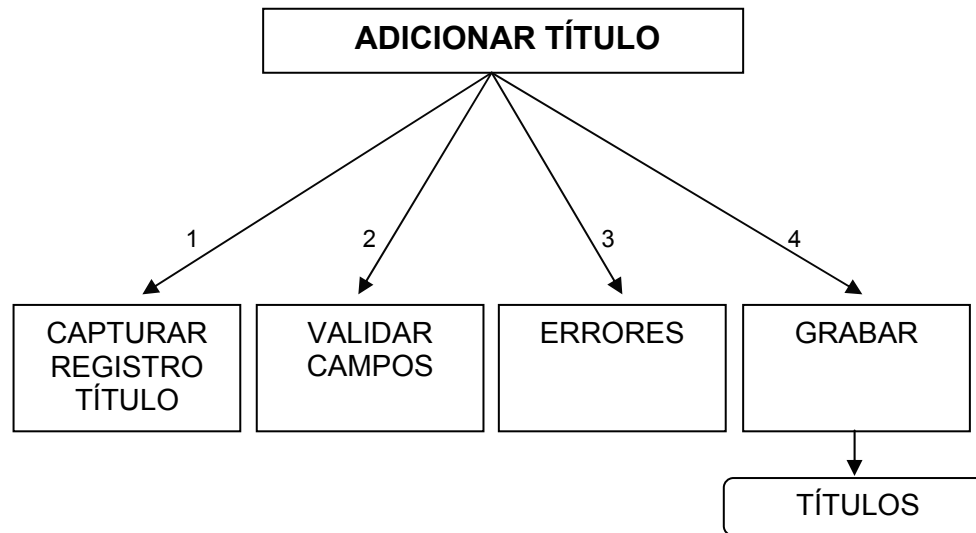 ADICIONAR TÍTULO
1
2
3
4
CAPTURAR
REGISTRO
TÍTULO
VALIDAR
CAMPOS
ERRORES
GRABAR
TÍTULOS